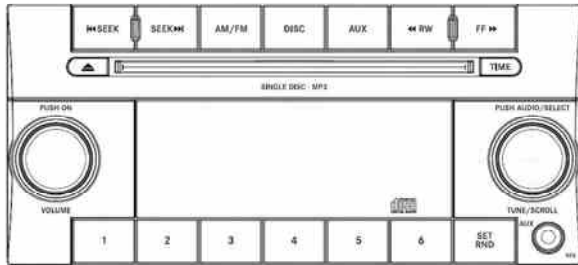 SEEK SEEK AM/FM DISC AUX RW FF
TIME
SINGLE DISC - MP3
PUSH ON PUSH AUDIO/SELECT
VOLUME TUNE/SCROLL
AUX
1 2 3 4 5 6 SET
RND